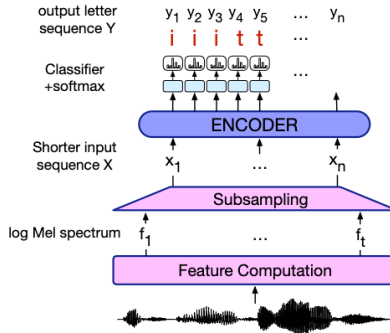 output letter sequence Y y1 y2 y3 y4 y5 ... yn
i i i t t ...
Classifier +softmax ...
ENCODER
Shorter input sequence X x1 ... xn
Subsampling
log Mel spectrum f1 ... ft
Feature Computation